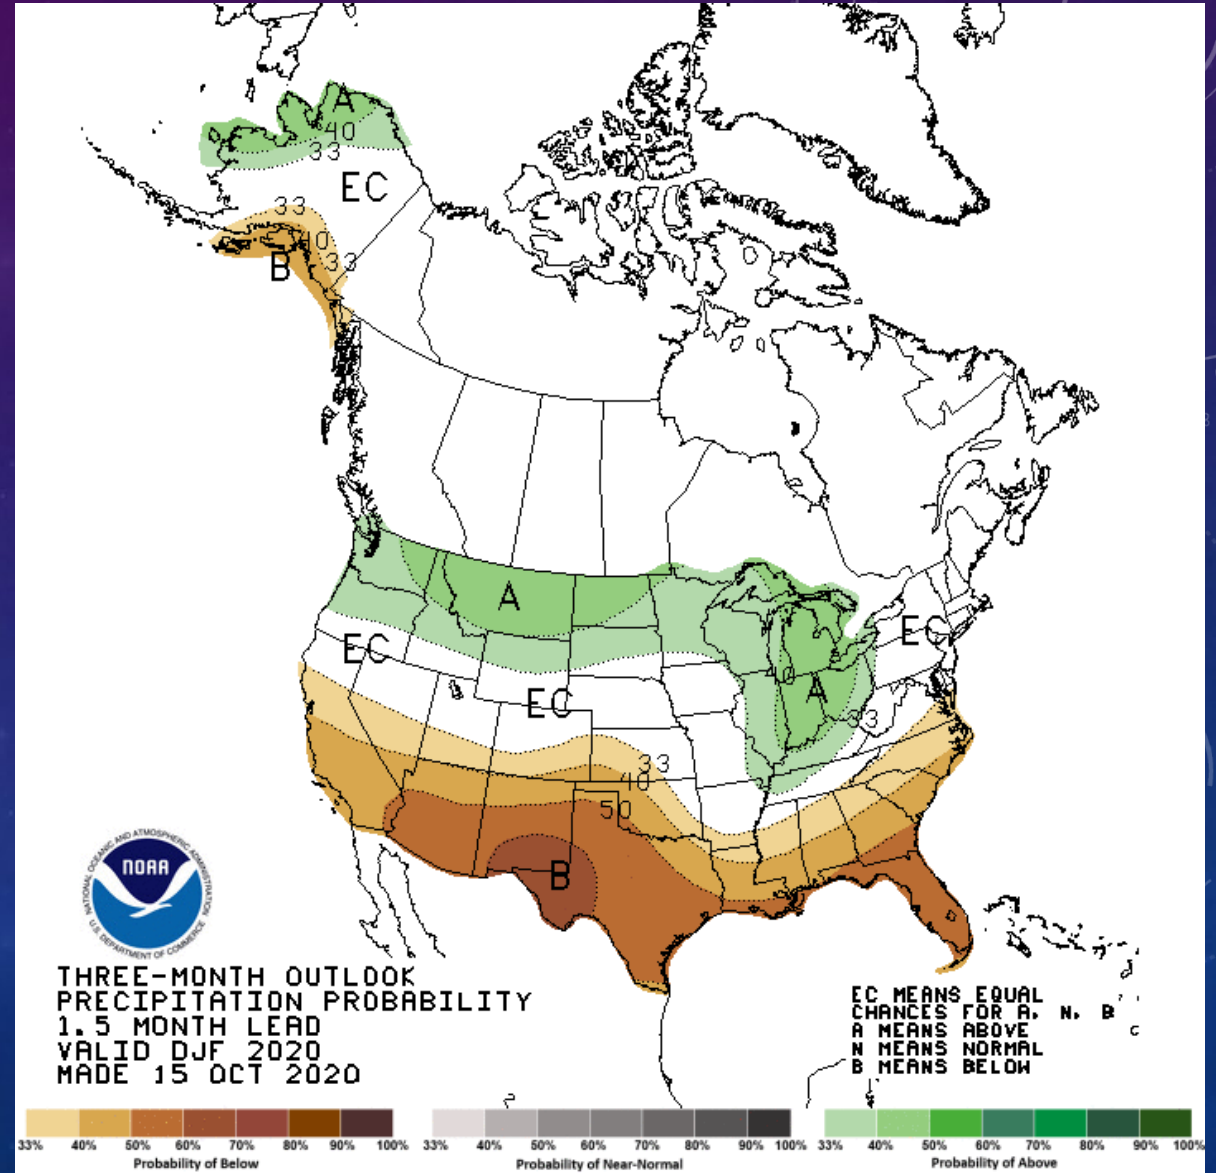 A
40
33
EC
33
40
33
B
A
EC
EC
EC
40
A
33
33
40
50
B
NATIONAL OCEANIC AND ATMOSPHERIC ADMINISTRATION
NOAA
U.S. DEPARTMENT OF COMMERCE
THREE-MONTH OUTLOOK
PRECIPITATION PROBABILITY
1.5 MONTH LEAD
VALID DJF 2020
MADE 15 OCT 2020
EC MEANS EQUAL
CHANCES FOR A, N, B
A MEANS ABOVE
N MEANS NORMAL
B MEANS BELOW
33% 40% 50% 60% 70% 80% 90% 100%
Probability of Below
33% 40% 50% 60% 70% 80% 90% 100%
Probability of Near-Normal
33% 40% 50% 60% 70% 80% 90% 100%
Probability of Above